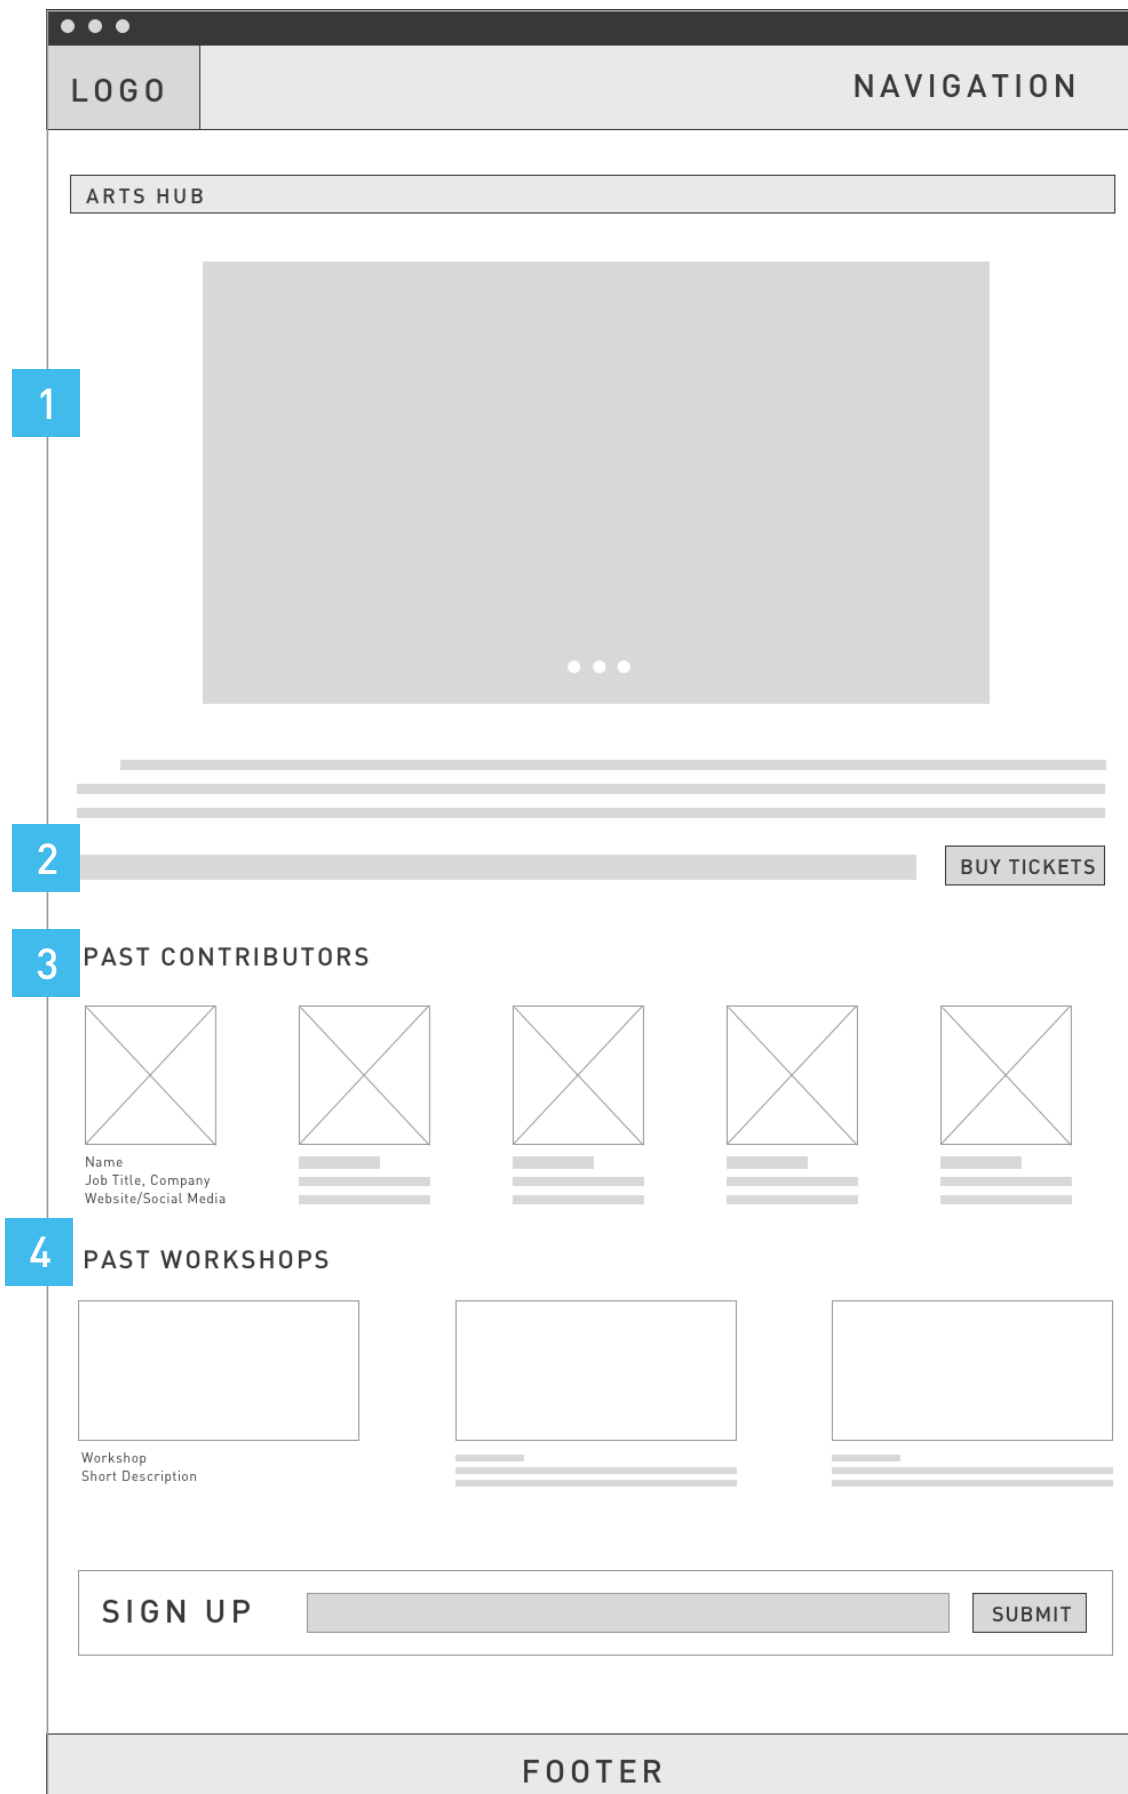 LOGO
NAVIGATION
ARTS HUB
1
2
BUY TICKETS
3
PAST CONTRIBUTORS
Name
Job Title, Company
Website/Social Media
4
PAST WORKSHOPS
Workshop
Short Description
SIGN UP
SUBMIT
FOOTER